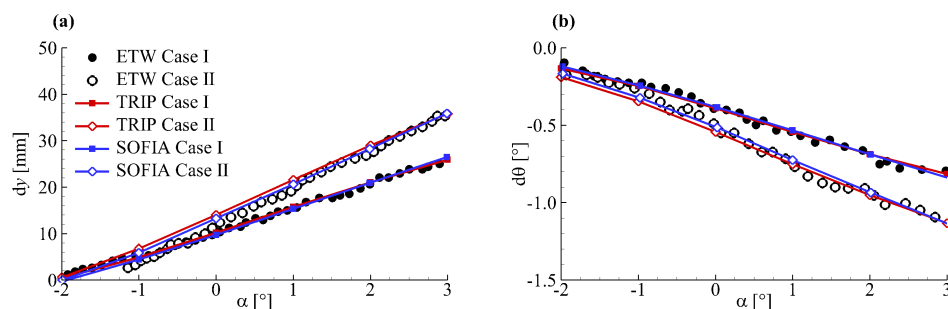 (a)
50
40
30
20
10
0
dy [mm]
ETW Case I
ETW Case II
TRIP Case I
TRIP Case II
SOFIA Case I
SOFIA Case II
-2 -1 0 1 2 3
α [°]
(b)
0.0
-0.5
-1.0
-1.5
dθ [°]
-2 -1 0 1 2 3
α [°]